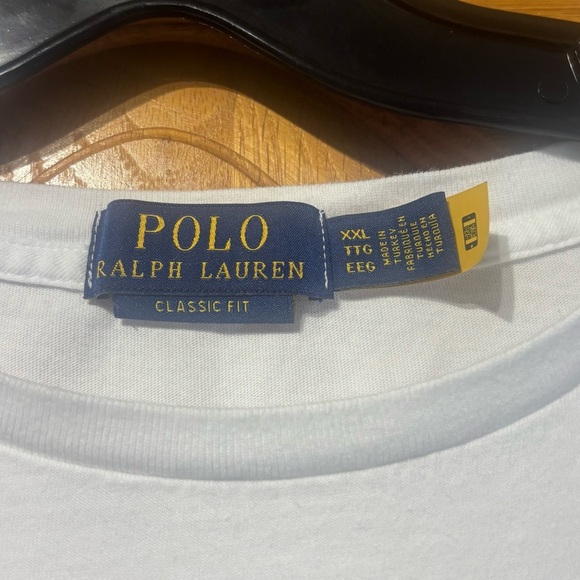 POLO
RALPH LAUREN
CLASSIC FIT
XXL
TTG
EEG
MADE IN
TURKEY
FABRIQUÉ EN
TURQUIE
HECHO EN
TURQUÍA